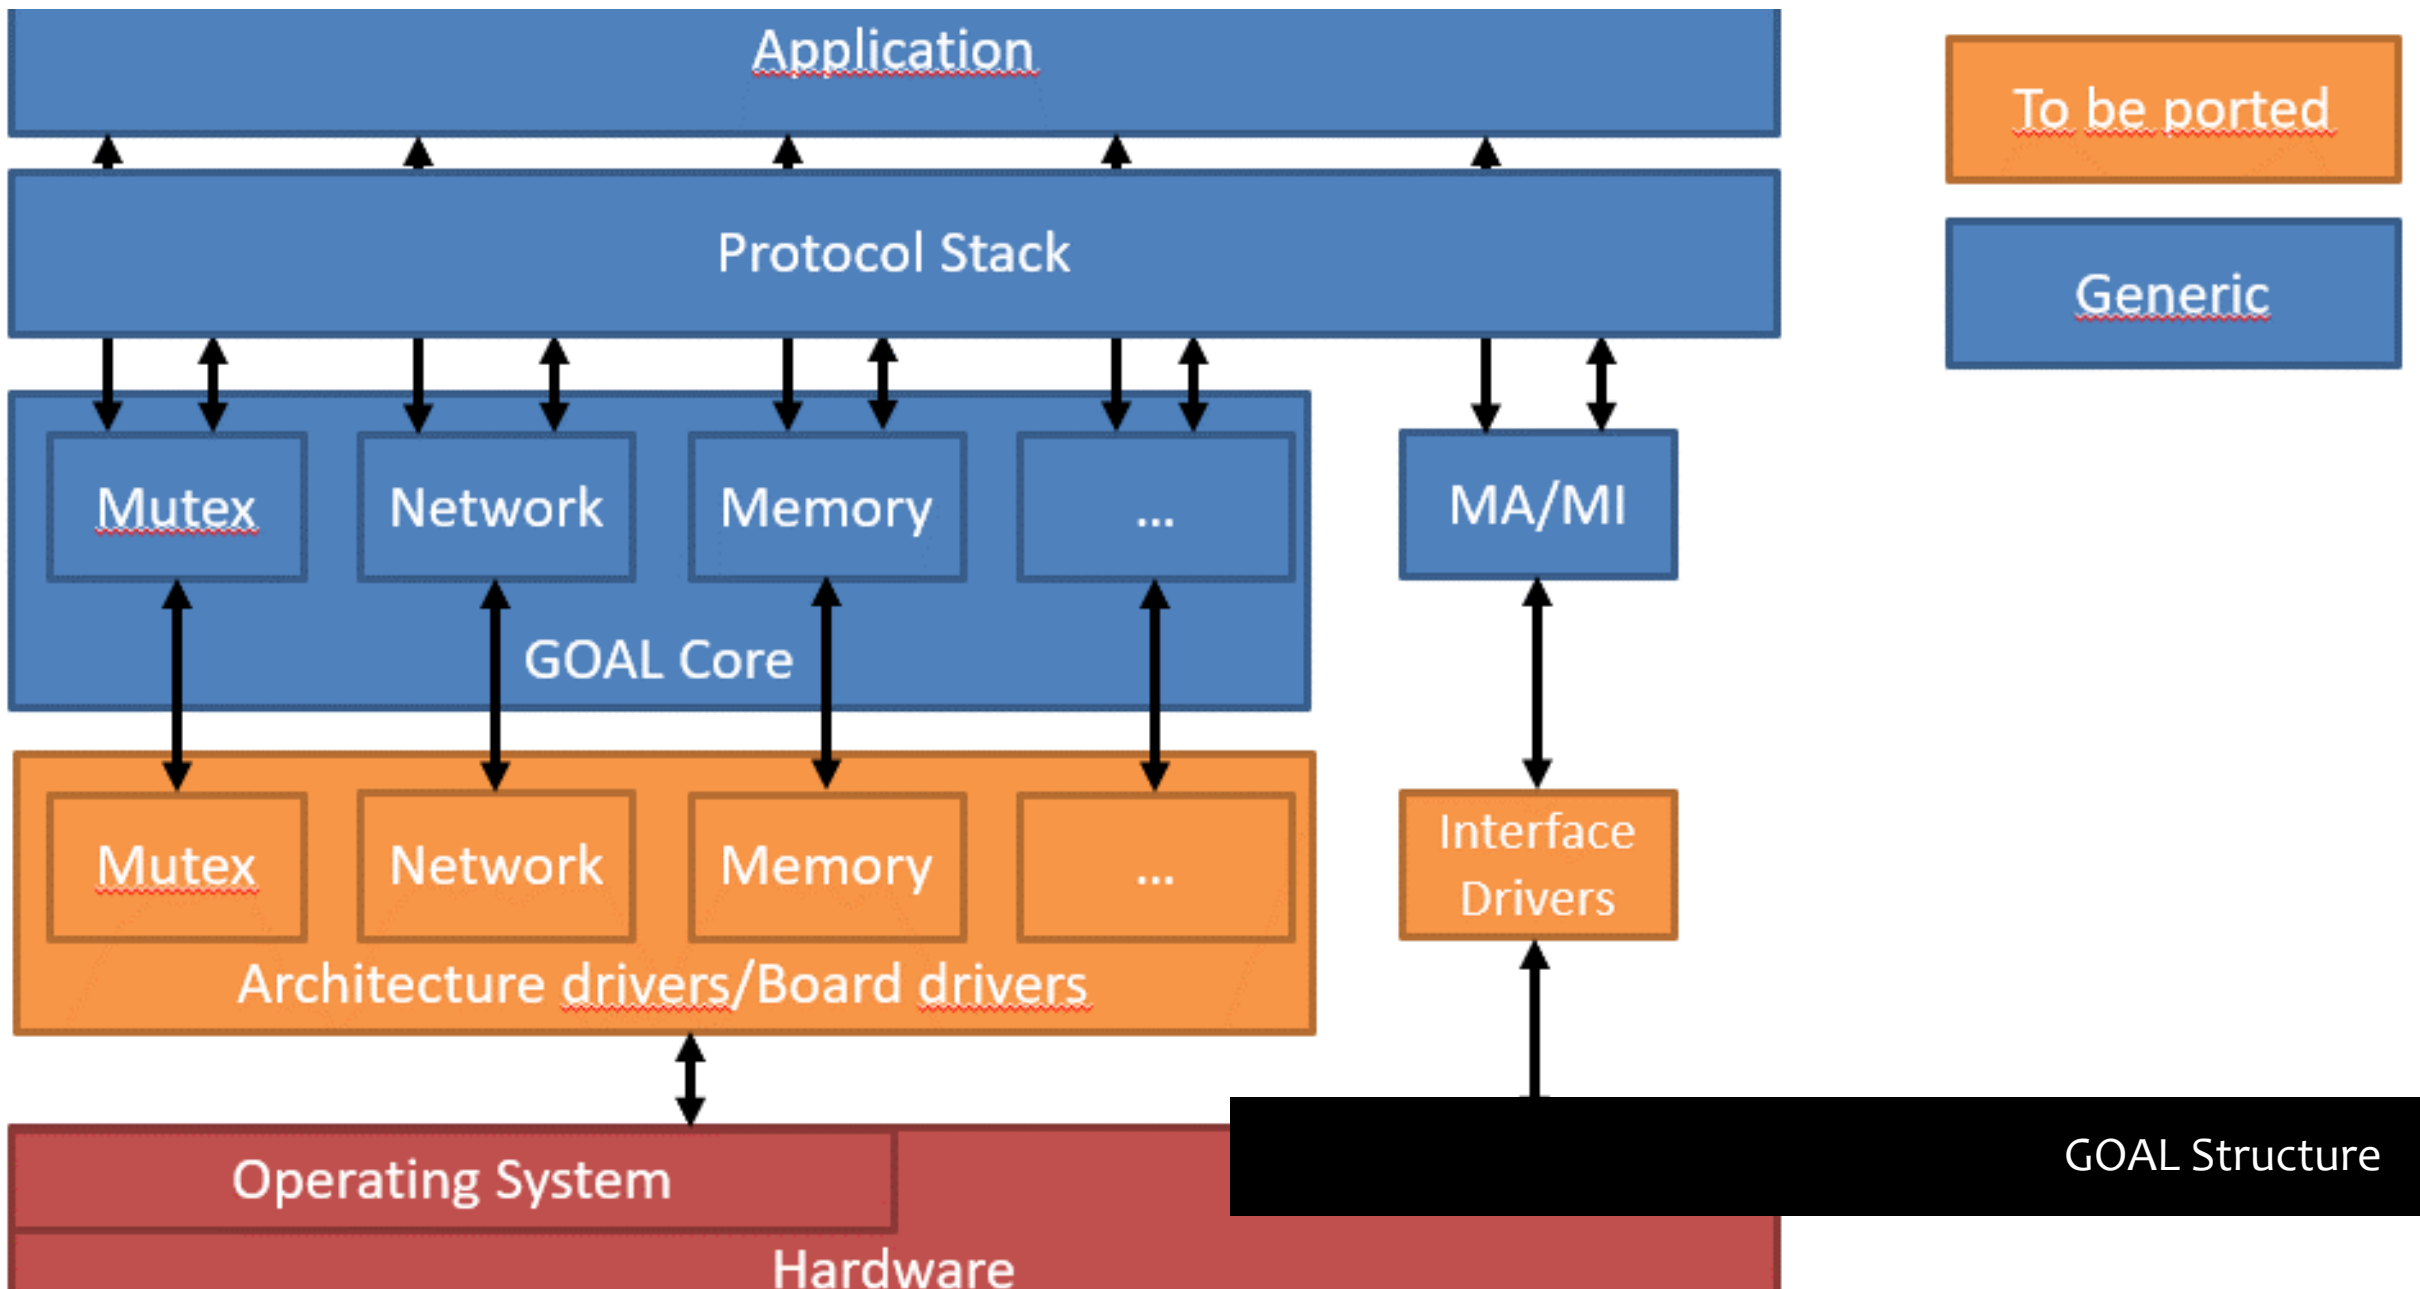 Application
To be ported
Protocol Stack
Generic
Mutex
Network
Memory
...
MA/MI
GOAL Core
Mutex
Network
Memory
...
Interface
Drivers
Architecture drivers/Board drivers
GOAL Structure
Operating System
Hardware